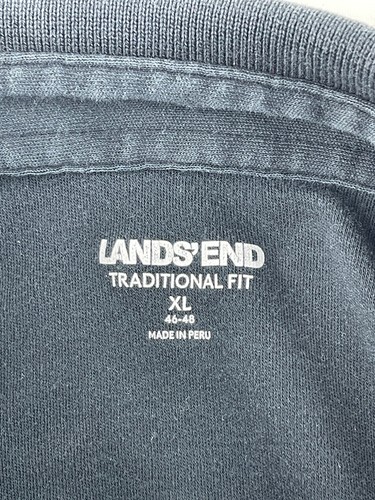 LANDS' END
TRADITIONAL FIT
XL
46-48
MADE IN PERU